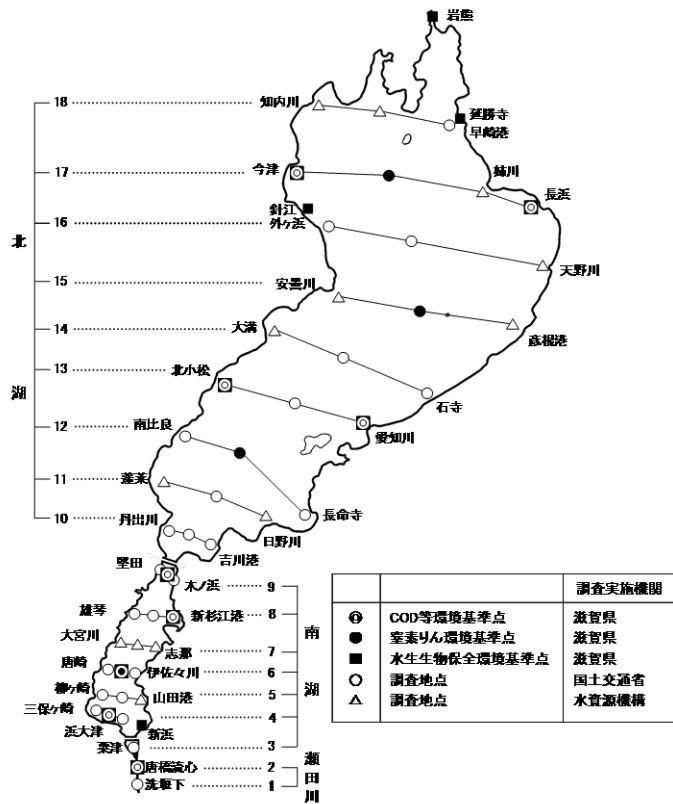 岩熊
18
知内川
延勝寺
早崎港
17
今津
姉川
長浜
針江
16
外ヶ浜
北
天野川
15
安曇川
14
大溝
彦根港
13
北小松
湖
石寺
12
南比良
愛知川
11
蓬莱
10
丹出川
日野川
長命寺
吉川港
堅田
木ノ浜
9
雄琴
新杉江港
8
南
大宮川
志那
7
唐崎
伊佐々川
6
湖
柳ヶ崎
山田港
5
三保ヶ崎
4
浜大津
新浜
粟津
3
瀬
唐橋流心
2
田
洗堰下
1
川
調査実施機関
COD等環境基準点 滋賀県
窒素りん環境基準点 滋賀県
水生生物保全環境基準点 滋賀県
調査地点 国土交通省
調査地点 水資源機構